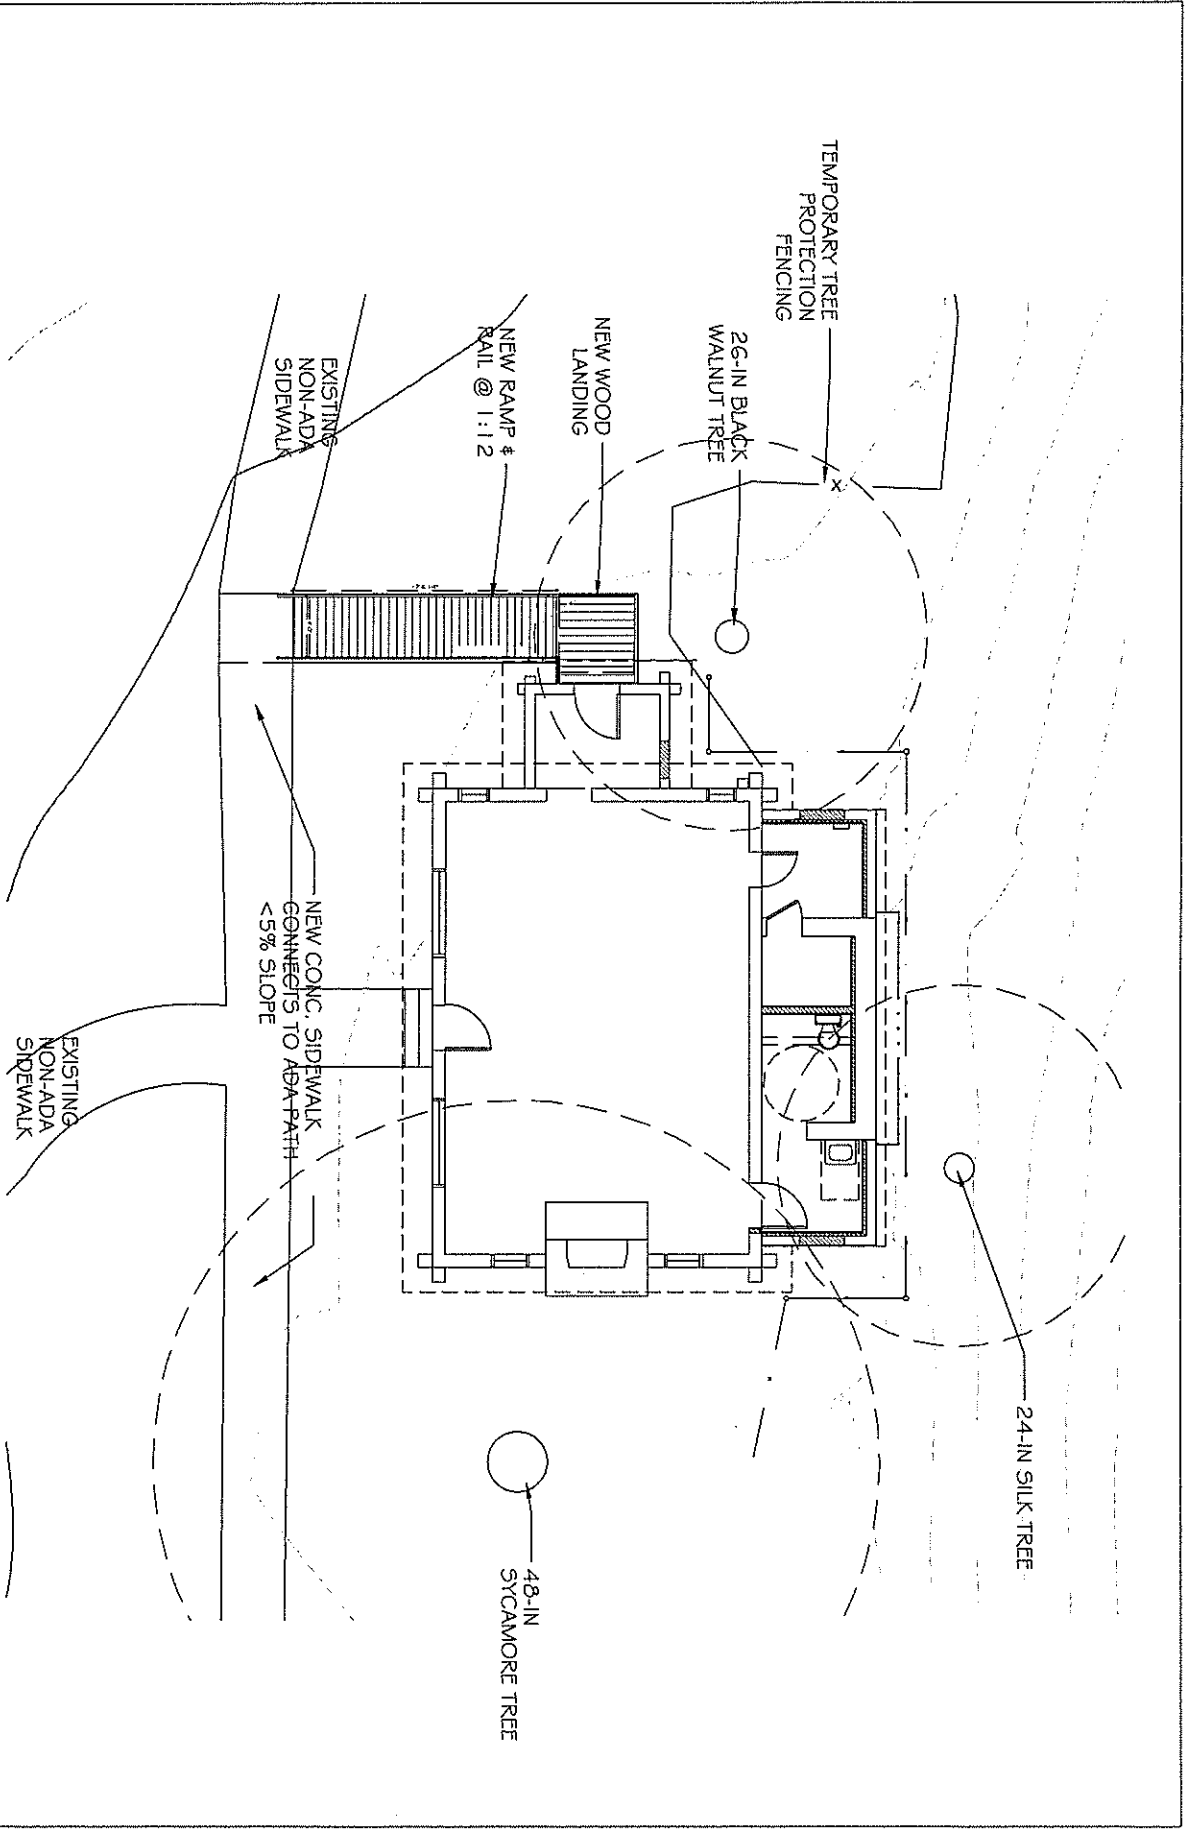 TEMPORARY TREE
PROTECTION
FENCING
26-IN BLACK
WALNUT TREE
NEW WOOD
LANDING
NEW RAMP &
RAIL @ 1:12
EXISTING
NON-ADA
SIDEWALK
NEW CONC. SIDEWALK
CONNECTS TO ADA PATH
<5% SLOPE
EXISTING
NON-ADA
SIDEWALK
24-IN SILK TREE
48-IN
SYCAMORE TREE
X